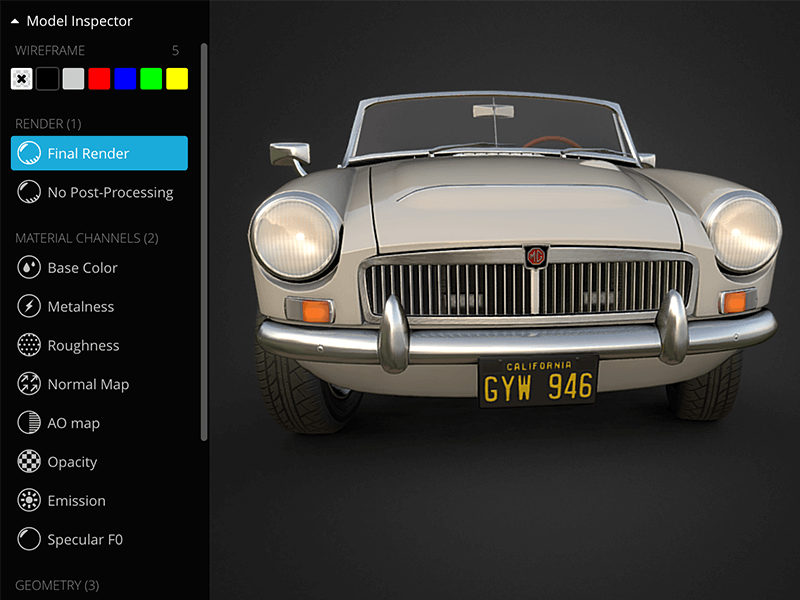 Model Inspector
WIREFRAME 5
RENDER (1)
Final Render
No Post-Processing
MATERIAL CHANNELS (2)
Base Color
Metalness
Roughness
Normal Map
AO map
Opacity
Emission
Specular F0
GEOMETRY (3)
MG
CALIFORNIA
GYW 946